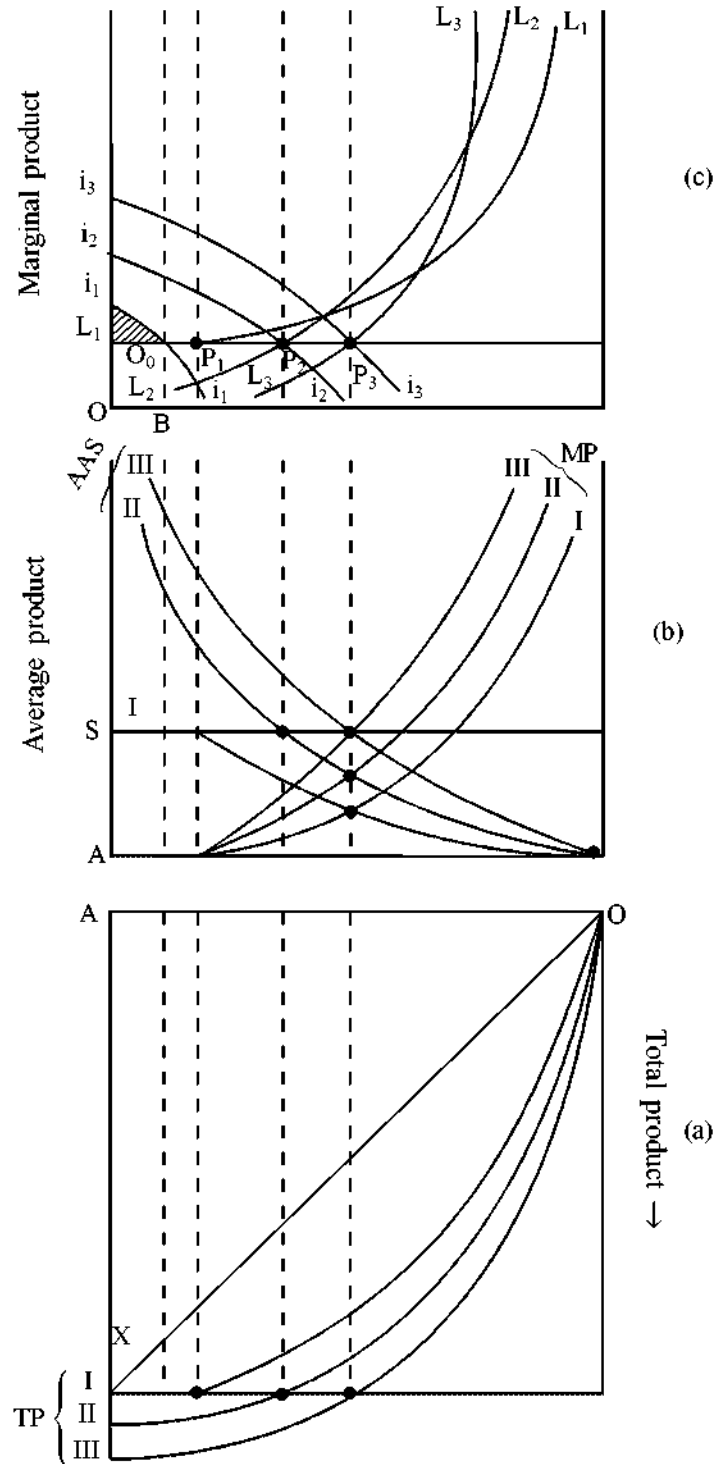 L₃ L₂ L₁
Marginal product
(c)
i₃
i₂
i₁
L₁
O₀ P₁ P₂ P₃
L₂ i₁ L₃ i₂ i₃
O
B
AAS
III III MP
II II
I
Average product
(b)
I
S
A
A O
Total product →
(a)
X
I
TP II
III